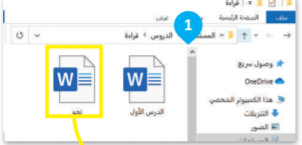 قراءة
ملف الصفحة الرئيسية عرض
1
المستند > الدروس > قراءة
وصول سريع
OneDrive
هذا الكمبيوتر الشخصي
التنزيلات
الصور
الدرس الأول
نحو